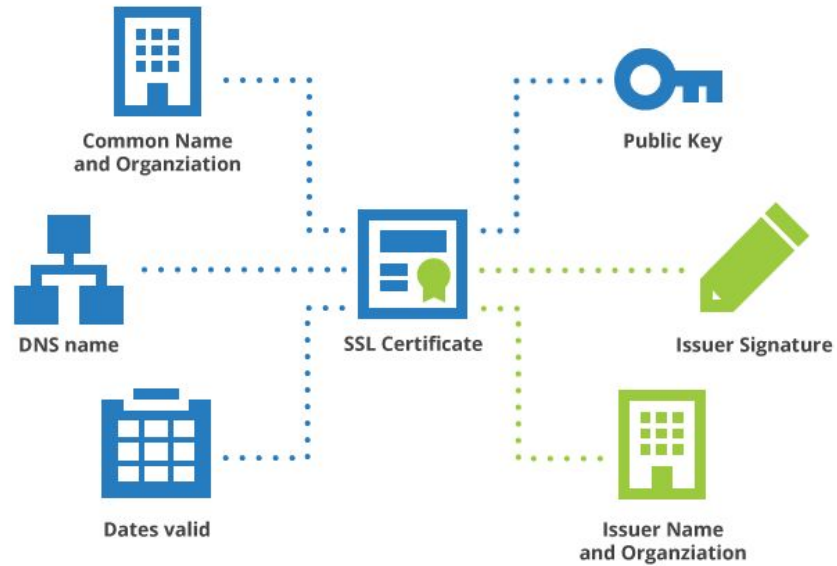 Common Name
and Organziation
Public Key
DNS name
SSL Certificate
Issuer Signature
Dates valid
Issuer Name
and Organziation